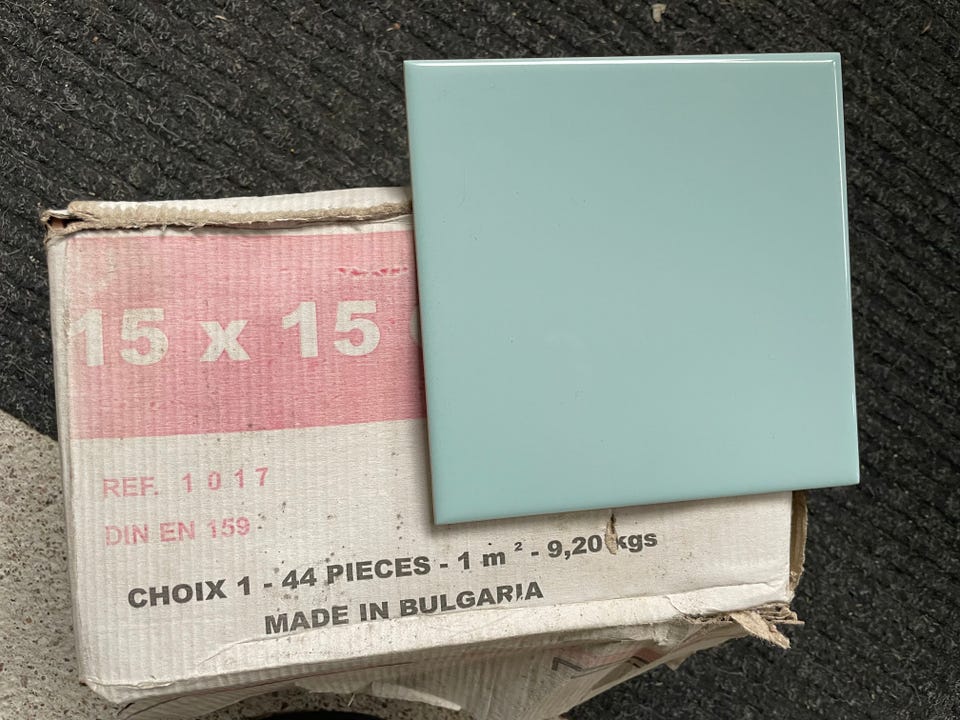 15 x 15
REF. 1017
DIN EN 159
CHOIX 1 - 44 PIECES - 1 m² - 9,20 kgs
MADE IN BULGARIA